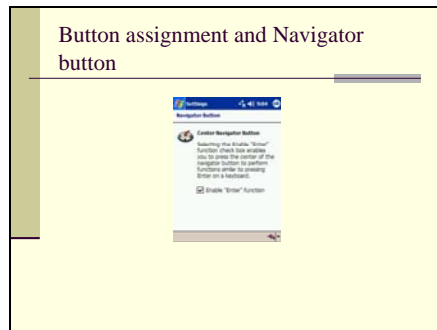 Button assignment and Navigator
button
Settings 5:04
Navigator Button
Center Navigator Button
Selecting the Enable "Enter"
function check box enables
you to press the center of the
navigator button to perform
functions similar to pressing
Enter on a keyboard.
Enable "Enter" function